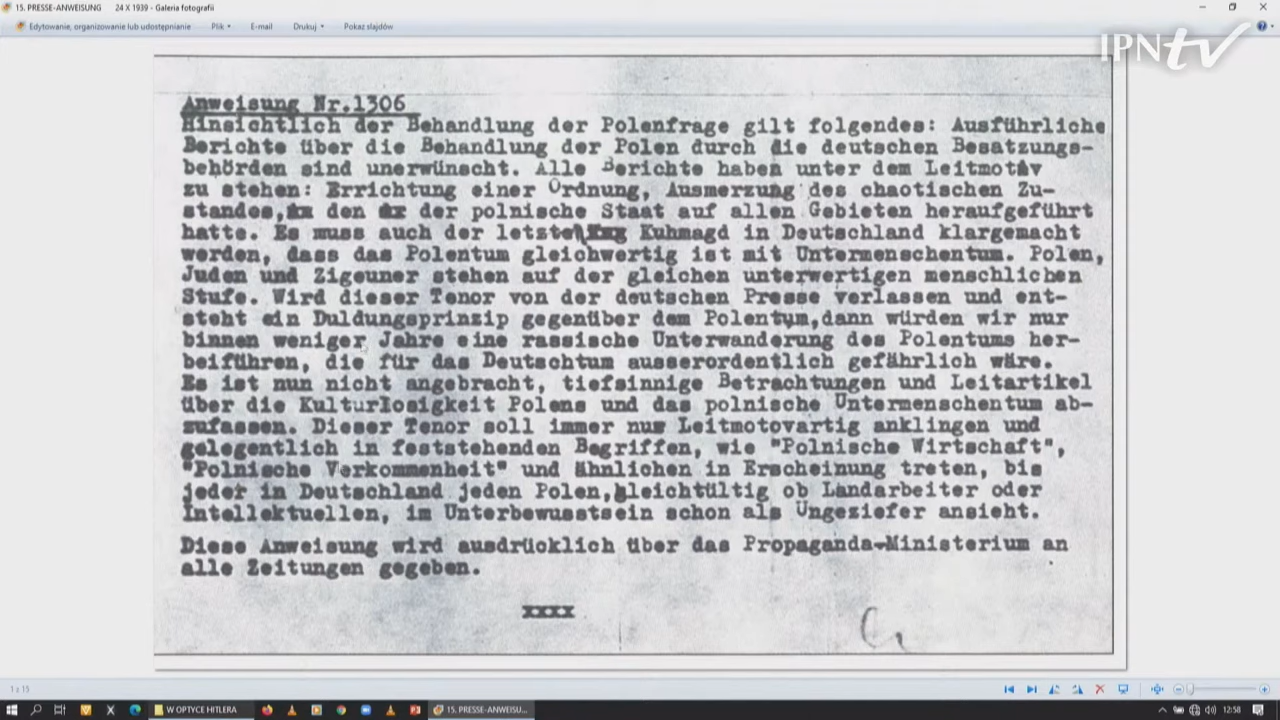 15. PRESSE-ANWEISUNG 24 X 1939 - Galeria fotografii
Edytowanie, organizowanie lub udostępnianie Plik E-mail Drukuj Pokaz slajdów
IPNtv
Anweisung Nr.1306
Hinsichtlich der Behandlung der Polenfrage gilt folgendes: Ausführliche
Berichte über die Behandlung der Polen durch die deutschen Besatzungs-
behörden sind unerwünscht. Alle Berichte haben unter dem Leitmotiv
zu stehen: Errichtung einer Ordnung, Ausmerzung des chaotischen Zu-
standes, den der polnische Staat auf allen Gebieten heraufgeführt
hatte. Es muss auch der letzten Kuhmagd in Deutschland klargemacht
werden, dass das Polentum gleichwertig ist mit Untermenschentum. Polen,
Juden und Zigeuner stehen auf der gleichen unterwertigen menschlichen
Stufe. Wird dieser Tenor von der deutschen Presse verlassen und ent-
steht ein Duldungsprinzip gegenüber dem Polentum,dann würden wir nur
binnen weniger Jahre eine rassische Unterwanderung des Polentums her-
beiführen, die für das Deutschtum ausserordentlich gefährlich wäre.
Es ist nun nicht angebracht, tiefsinnige Betrachtungen und Leitartikel
über die Kulturlosigkeit Polens und das polnische Untermenschentum ab-
zufassen. Dieser Tenor soll immer nur Leitmotovartig anklingen und
gelegentlich in feststehenden Begriffen, wie "Polnische Wirtschaft",
"Polnische Verkommenheit" und ähnlichen in Erscheinung treten, bis
jeder in Deutschland jeden Polen,gleichtültig ob Landarbeiter oder
Intellektuellen, im Unterbewusstsein schon als Ungeziefer ansieht.
Diese Anweisung wird ausdrücklich über das Propaganda-Ministerium an
alle Zeitungen gegeben.
xxxx
1 z 15
W OPTYCE HITLERA 15. PRESSE-ANWEISU... 12:58